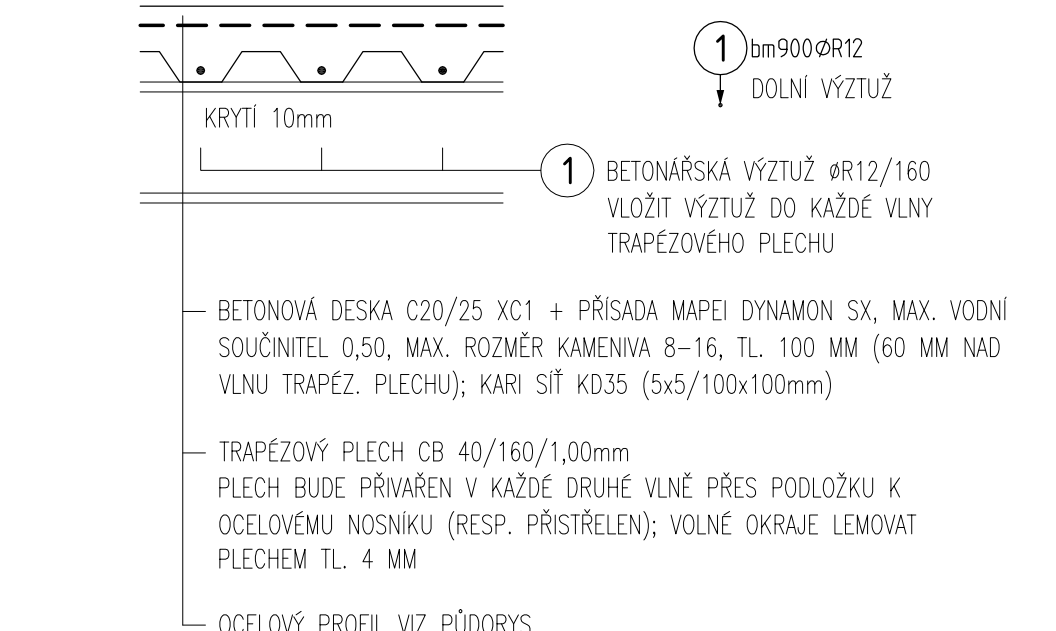 1 bm900ØR12
DOLNÍ VÝZTUŽ
KRYTÍ 10mm
1 BETONÁŘSKÁ VÝZTUŽ ØR12/160
VLOŽIT VÝZTUŽ DO KAŽDÉ VLNY
TRAPÉZOVÉHO PLECHU
BETONOVÁ DESKA C20/25 XC1 + PŘÍSADA MAPEI DYNAMON SX, MAX. VODNÍ
SOUČINITEL 0,50, MAX. ROZMĚR KAMENIVA 8-16, TL. 100 MM (60 MM NAD
VLNU TRAPÉZ. PLECHU); KARI SÍŤ KD35 (5x5/100x100mm)
TRAPÉZOVÝ PLECH CB 40/160/1,00mm
PLECH BUDE PŘIVAŘEN V KAŽDÉ DRUHÉ VLNĚ PŘES PODLOŽKU K
OCELOVÉMU NOSNÍKU (RESP. PŘISTŘELEN); VOLNÉ OKRAJE LEMOVAT
PLECHEM TL. 4 MM
OCELOVÝ PROFIL VIZ PŮDORYS